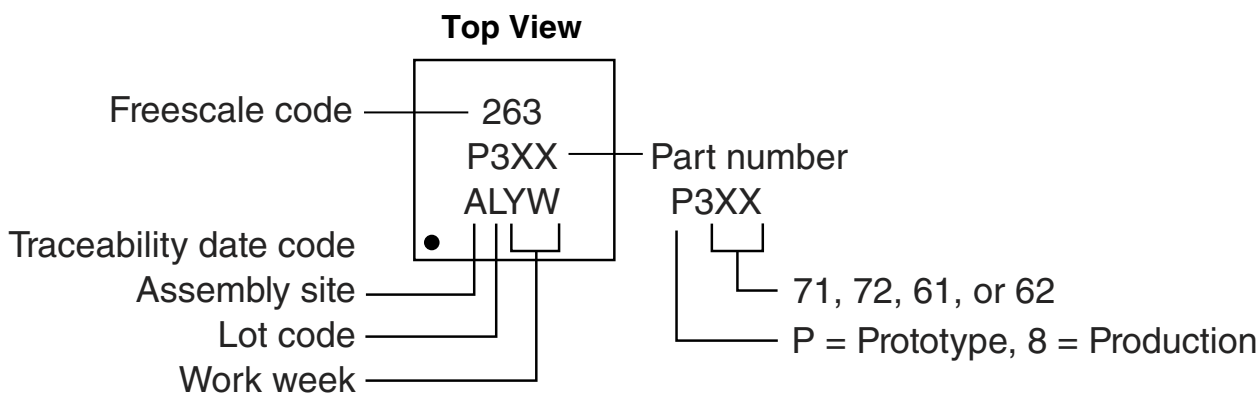 Top View
Freescale code
263
P3XX
Part number
ALYW
P3XX
Traceability date code
Assembly site
71, 72, 61, or 62
Lot code
P = Prototype, 8 = Production
Work week